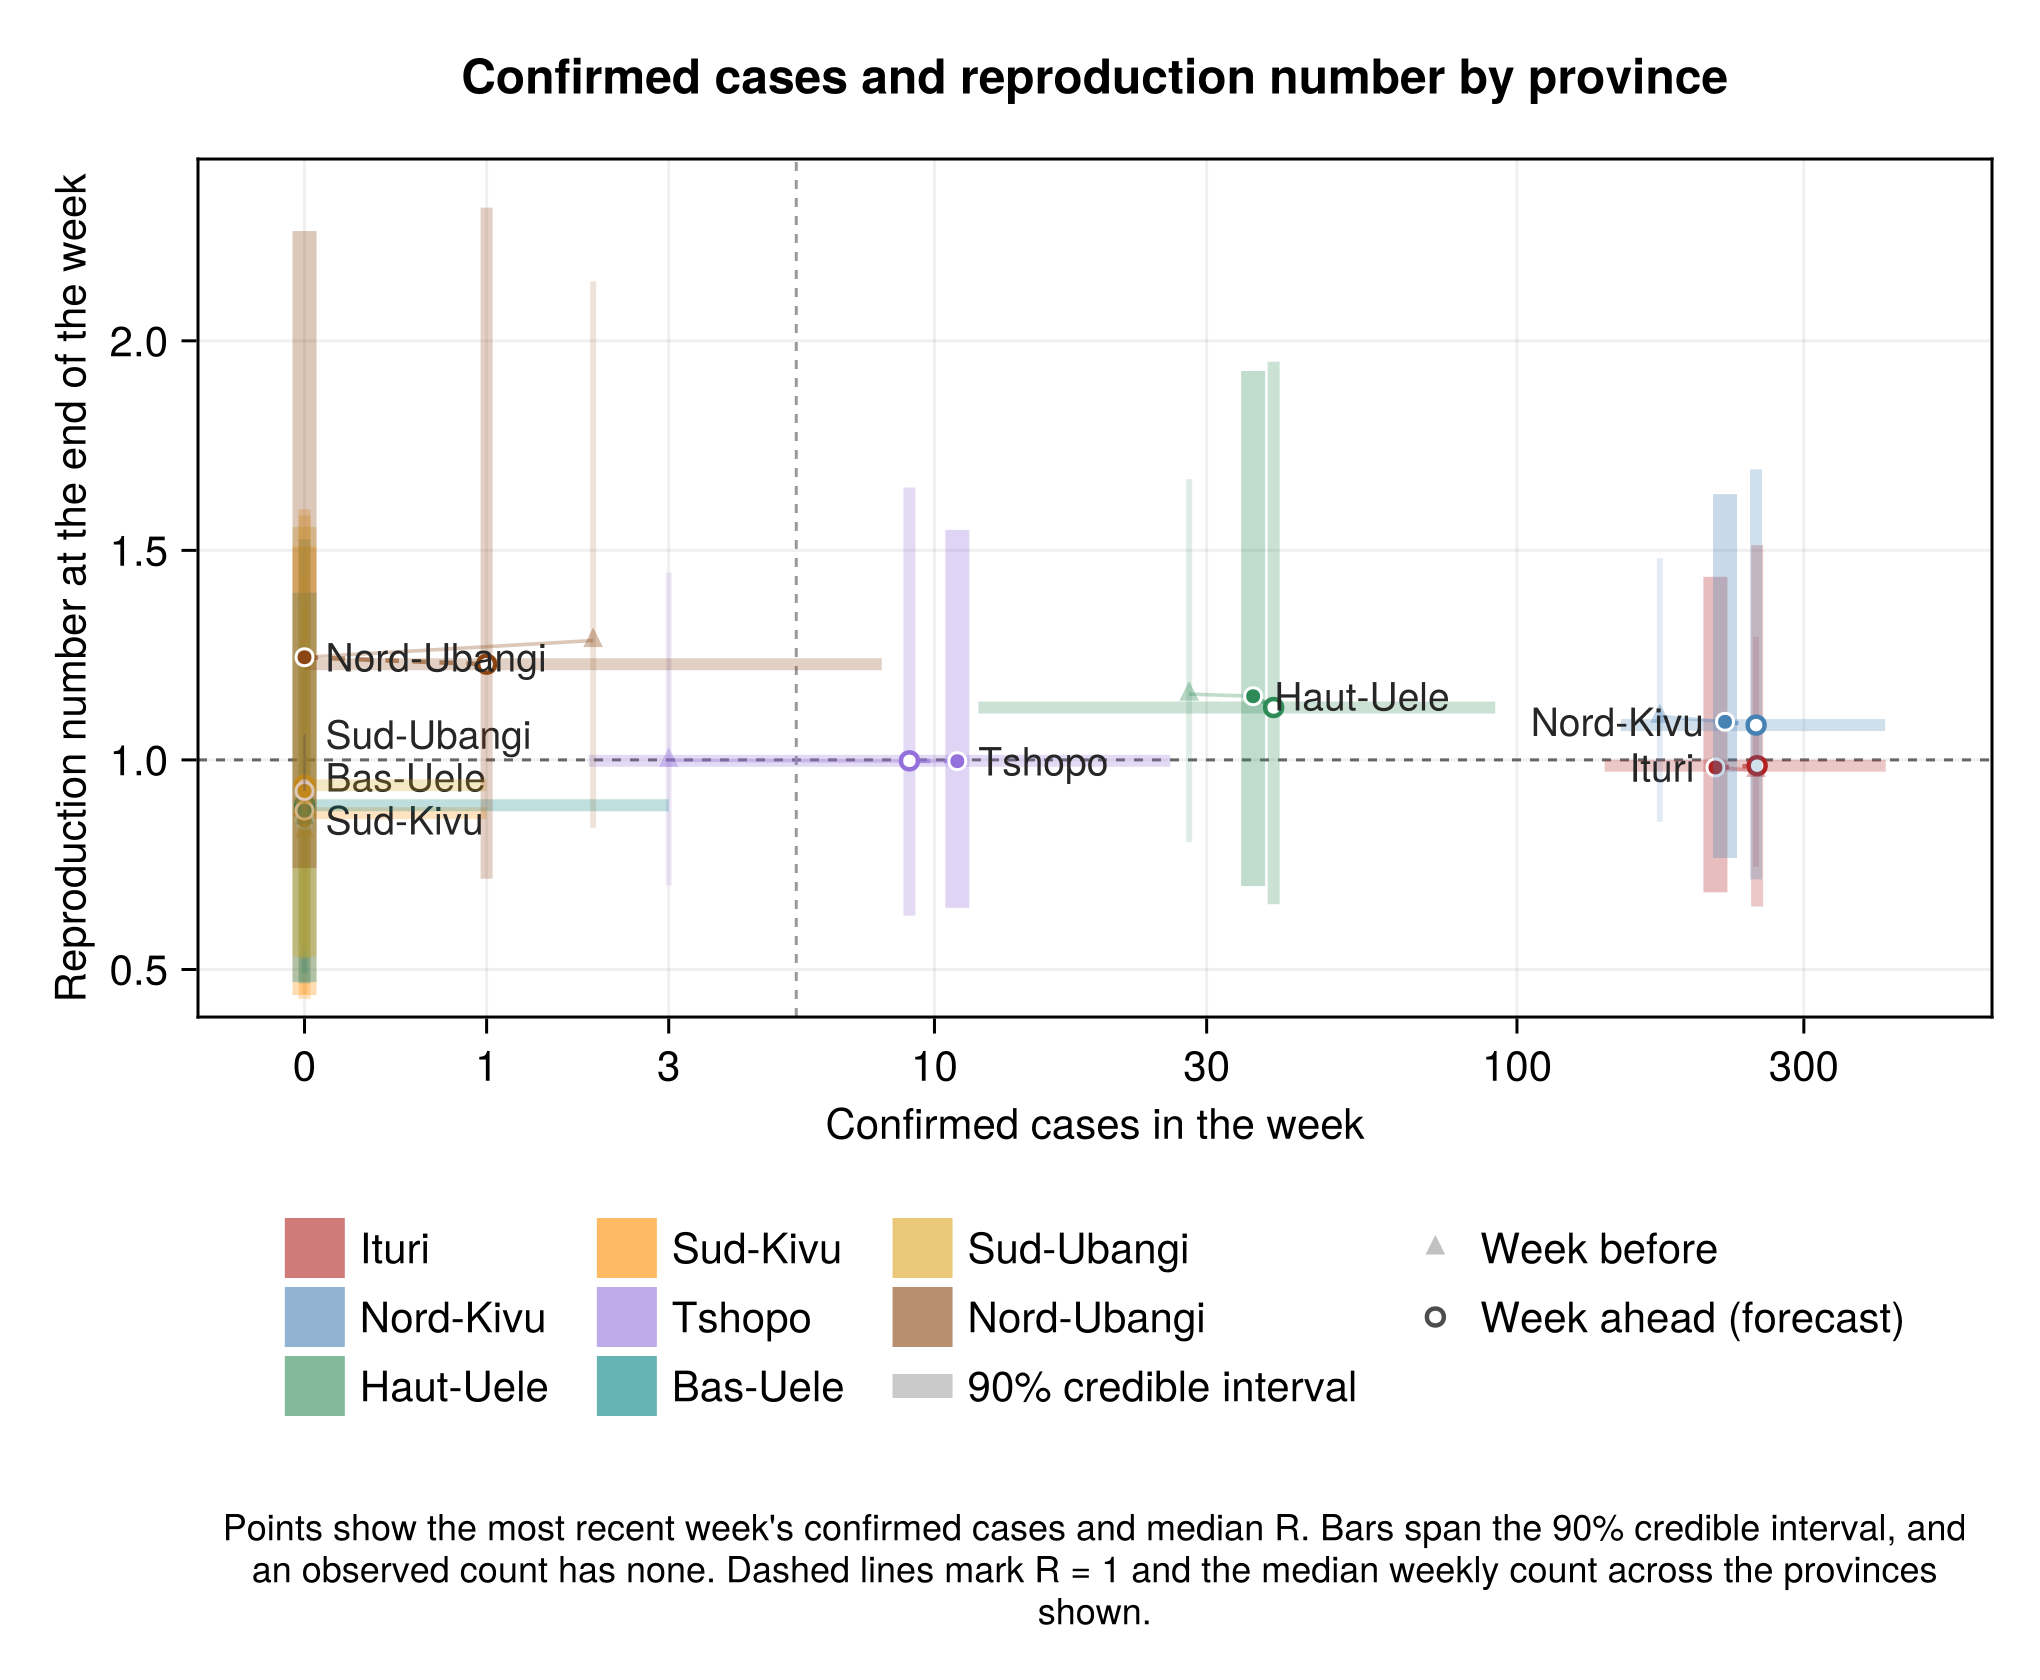 Confirmed cases and reproduction number by province
Reproduction number at the end of the week
2.0
1.5
1.0
0.5
Nord-Ubangi
Sud-Ubangi
Bas-Uele
Sud-Kivu
Tshopo
Haut-Uele
Nord-Kivu
Ituri
0 1 3 10 30 100 300
Confirmed cases in the week
Ituri Sud-Kivu Sud-Ubangi Week before
Nord-Kivu Tshopo Nord-Ubangi Week ahead (forecast)
Haut-Uele Bas-Uele 90% credible interval
Points show the most recent week's confirmed cases and median R. Bars span the 90% credible interval, and
an observed count has none. Dashed lines mark R = 1 and the median weekly count across the provinces
shown.